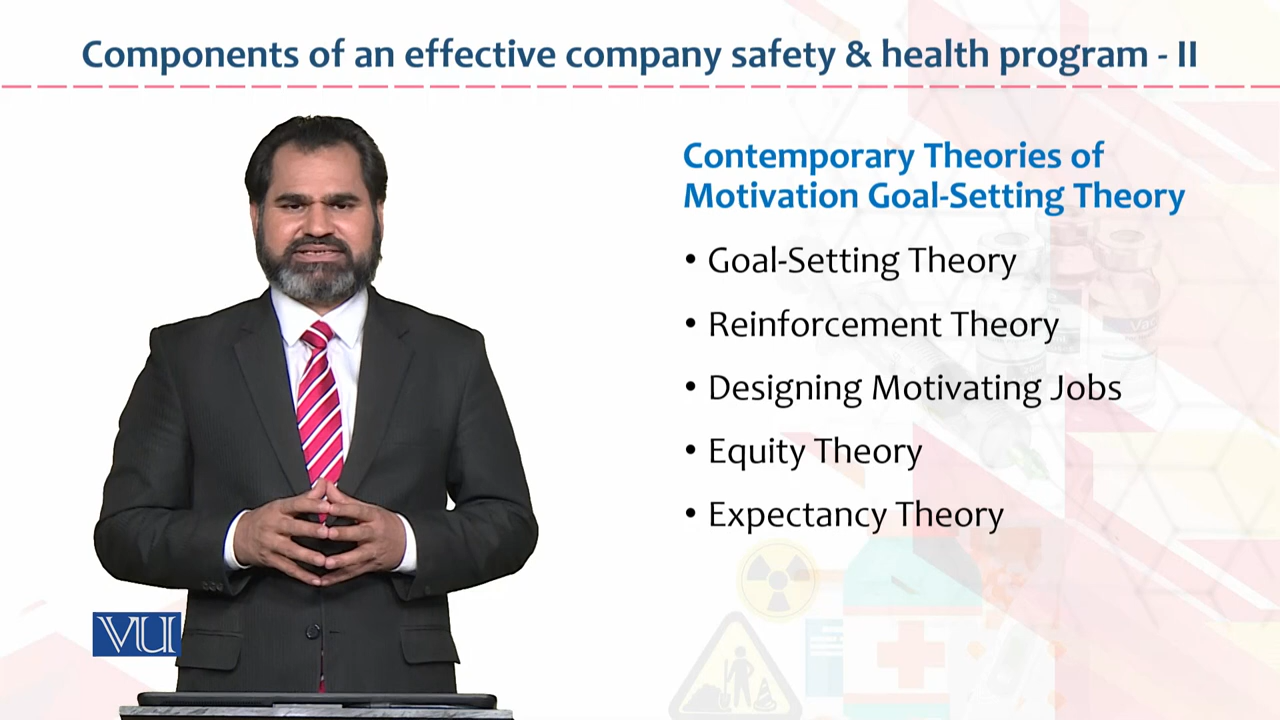 Components of an effective company safety & health program - II
Contemporary Theories of
Motivation Goal-Setting Theory
• Goal-Setting Theory
• Reinforcement Theory
• Designing Motivating Jobs
• Equity Theory
• Expectancy Theory
VU